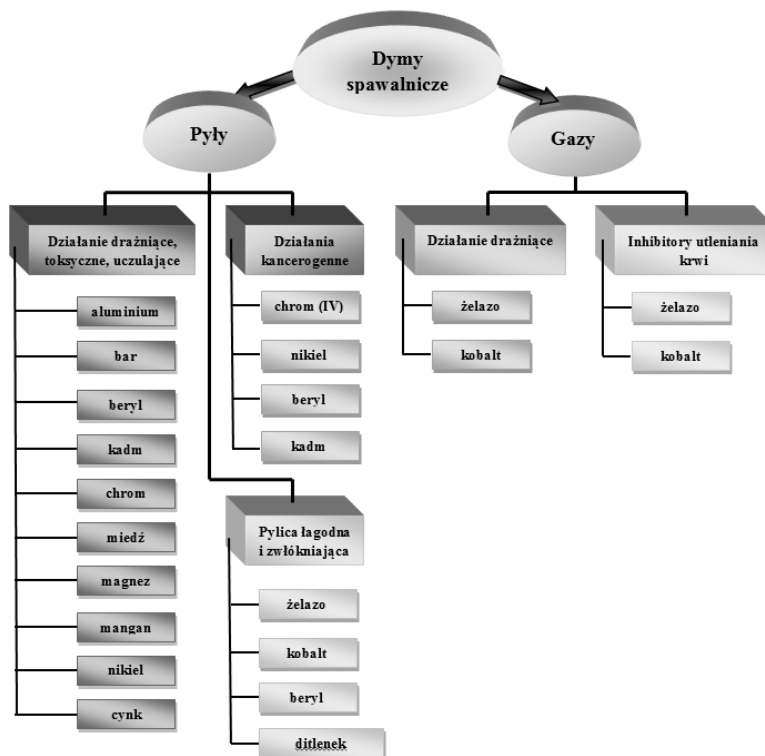 Dymy
spawalnicze
Pyły
Gazy
Działanie drażniące,
toksyczne, uczulające
aluminium
bar
beryl
kadm
chrom
miedź
magnez
mangan
nikiel
cynk
Działania
kancerogenne
chrom (IV)
nikiel
beryl
kadm
Pylica łagodna
i zwłókniająca
żelazo
kobalt
beryl
ditlenek
Działanie drażniące
żelazo
kobalt
Inhibitory utleniania
krwi
żelazo
kobalt